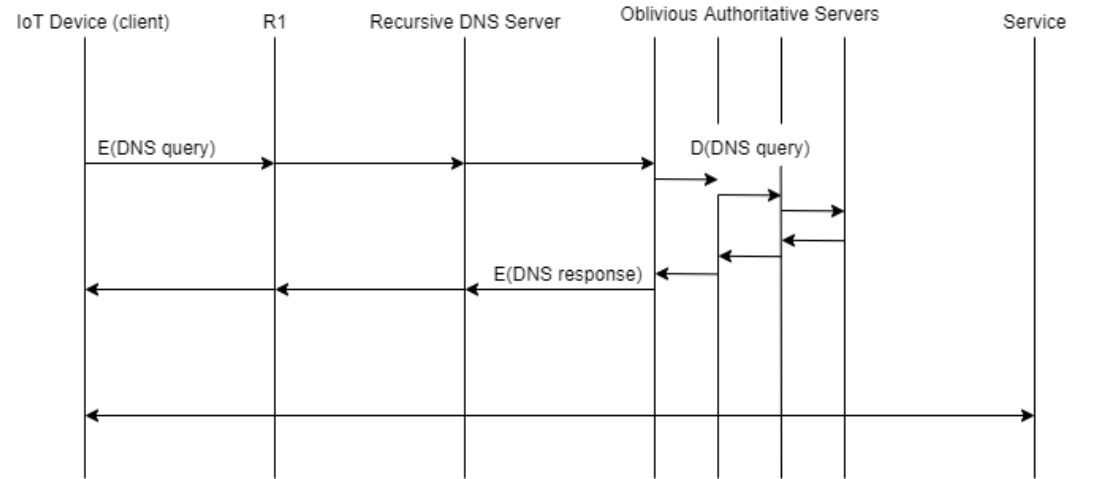 IoT Device (client)
R1
Recursive DNS Server
Oblivious Authoritative Servers
Service
E(DNS query)
D(DNS query)
E(DNS response)